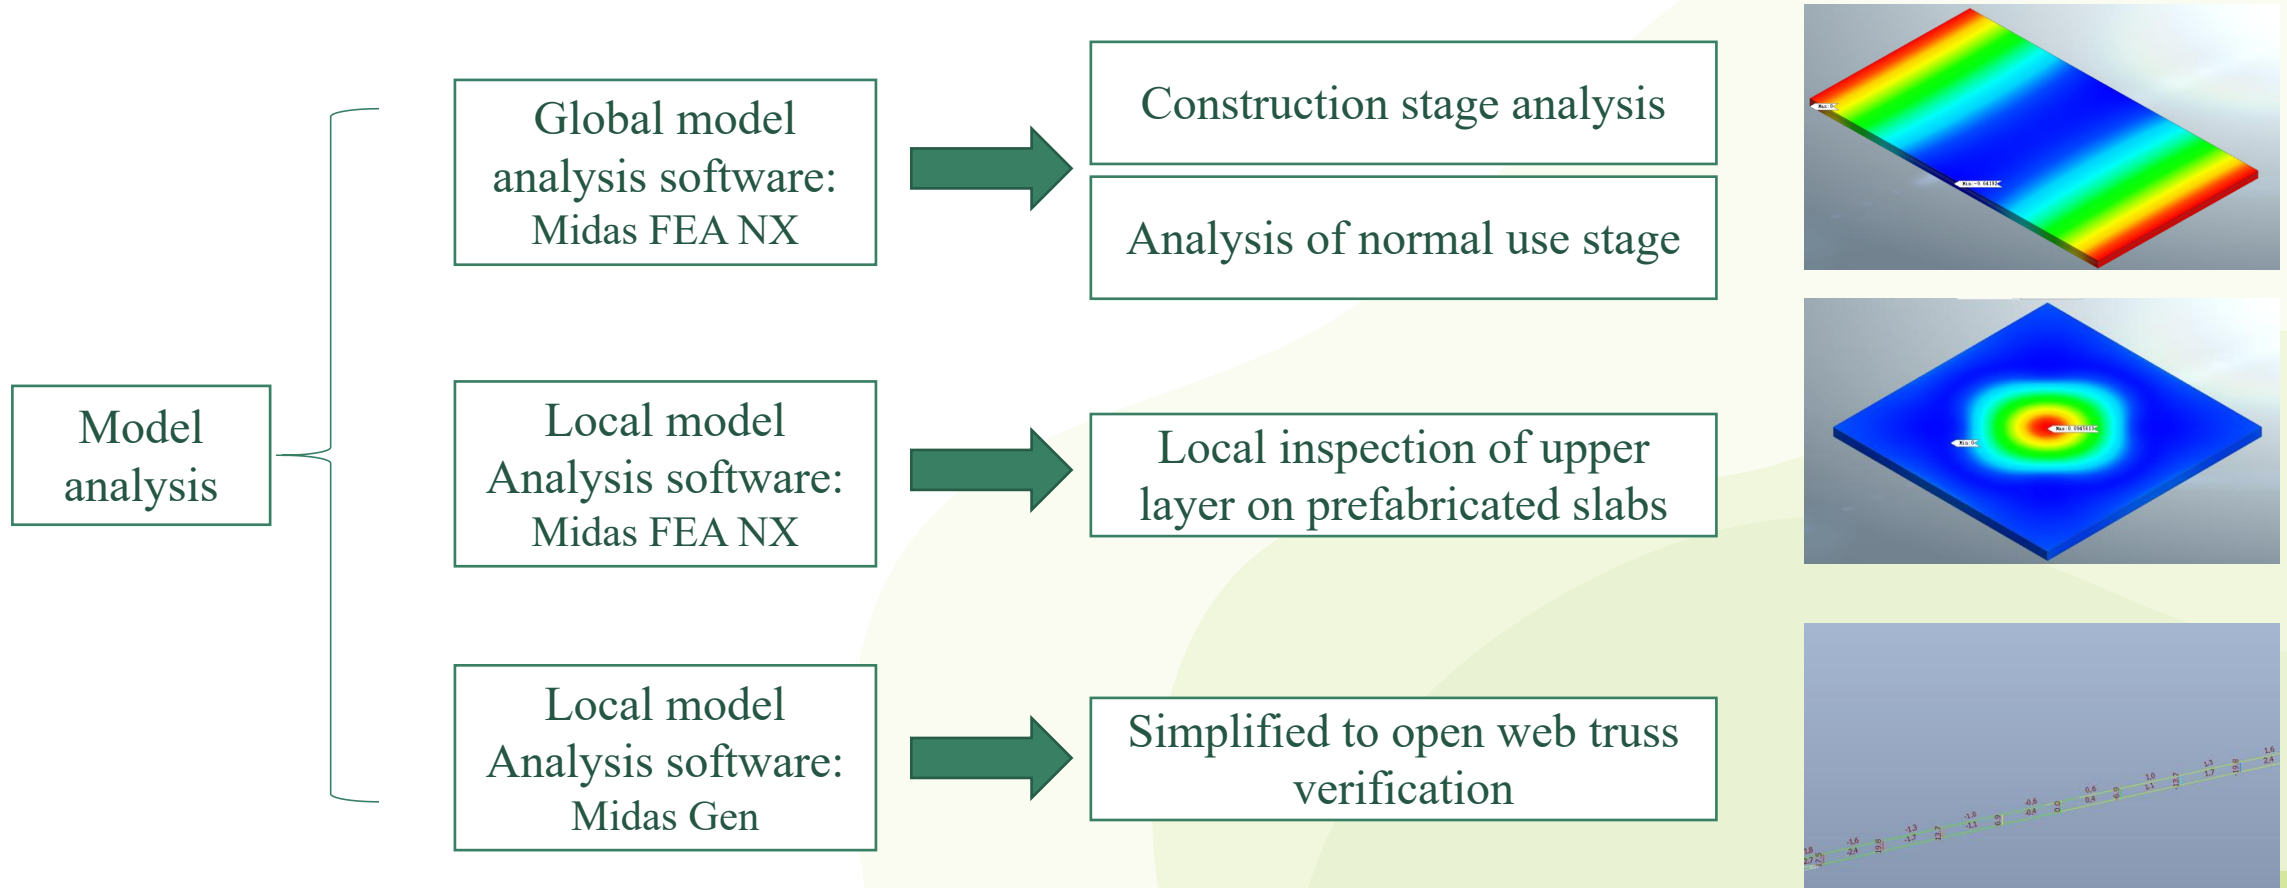 Model
analysis
Global model
analysis software:
Midas FEA NX
Construction stage analysis
Analysis of normal use stage
Local model
Analysis software:
Midas FEA NX
Local inspection of upper
layer on prefabricated slabs
Local model
Analysis software:
Midas Gen
Simplified to open web truss
verification